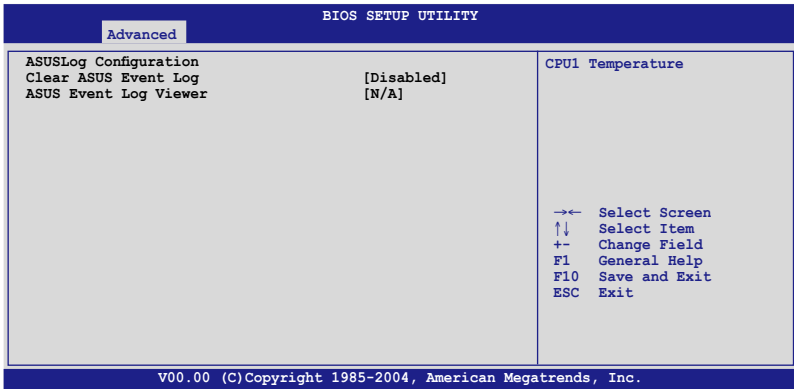 BIOS SETUP UTILITY
Advanced
ASUSLog Configuration
Clear ASUS Event Log [Disabled]
ASUS Event Log Viewer [N/A]
CPU1 Temperature
→← Select Screen
↑↓ Select Item
+- Change Field
F1 General Help
F10 Save and Exit
ESC Exit
V00.00 (C)Copyright 1985-2004, American Megatrends, Inc.